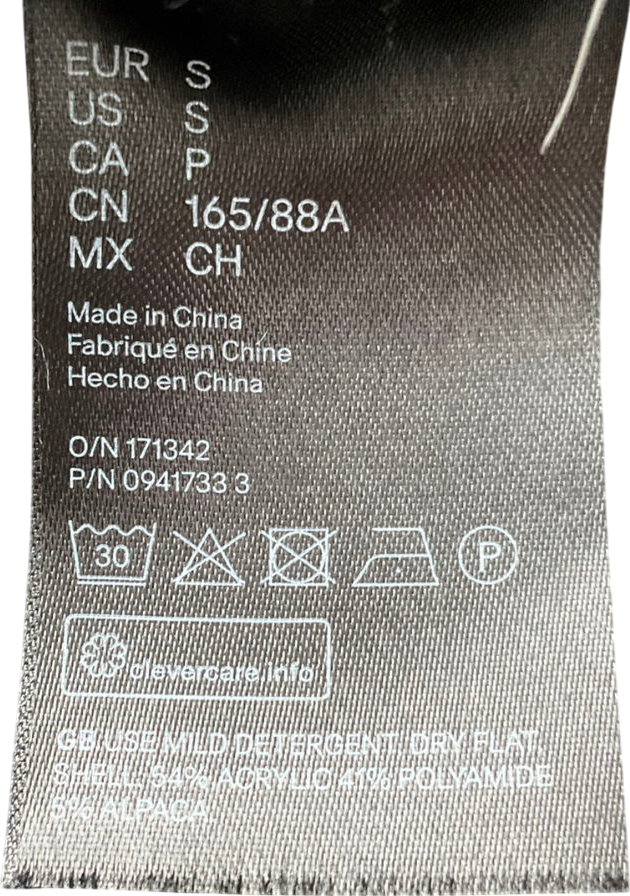 EUR S
US S
CA P
CN 165/88A
MX CH
Made in China
Fabriqué en Chine
Hecho en China
O/N 171342
P/N 0941733 3
30 P
clevercare.info
GB USE MILD DETERGENT. DRY FLAT.
SHELL: 54% ACRYLIC 41% POLYAMIDE
5% ALPACA